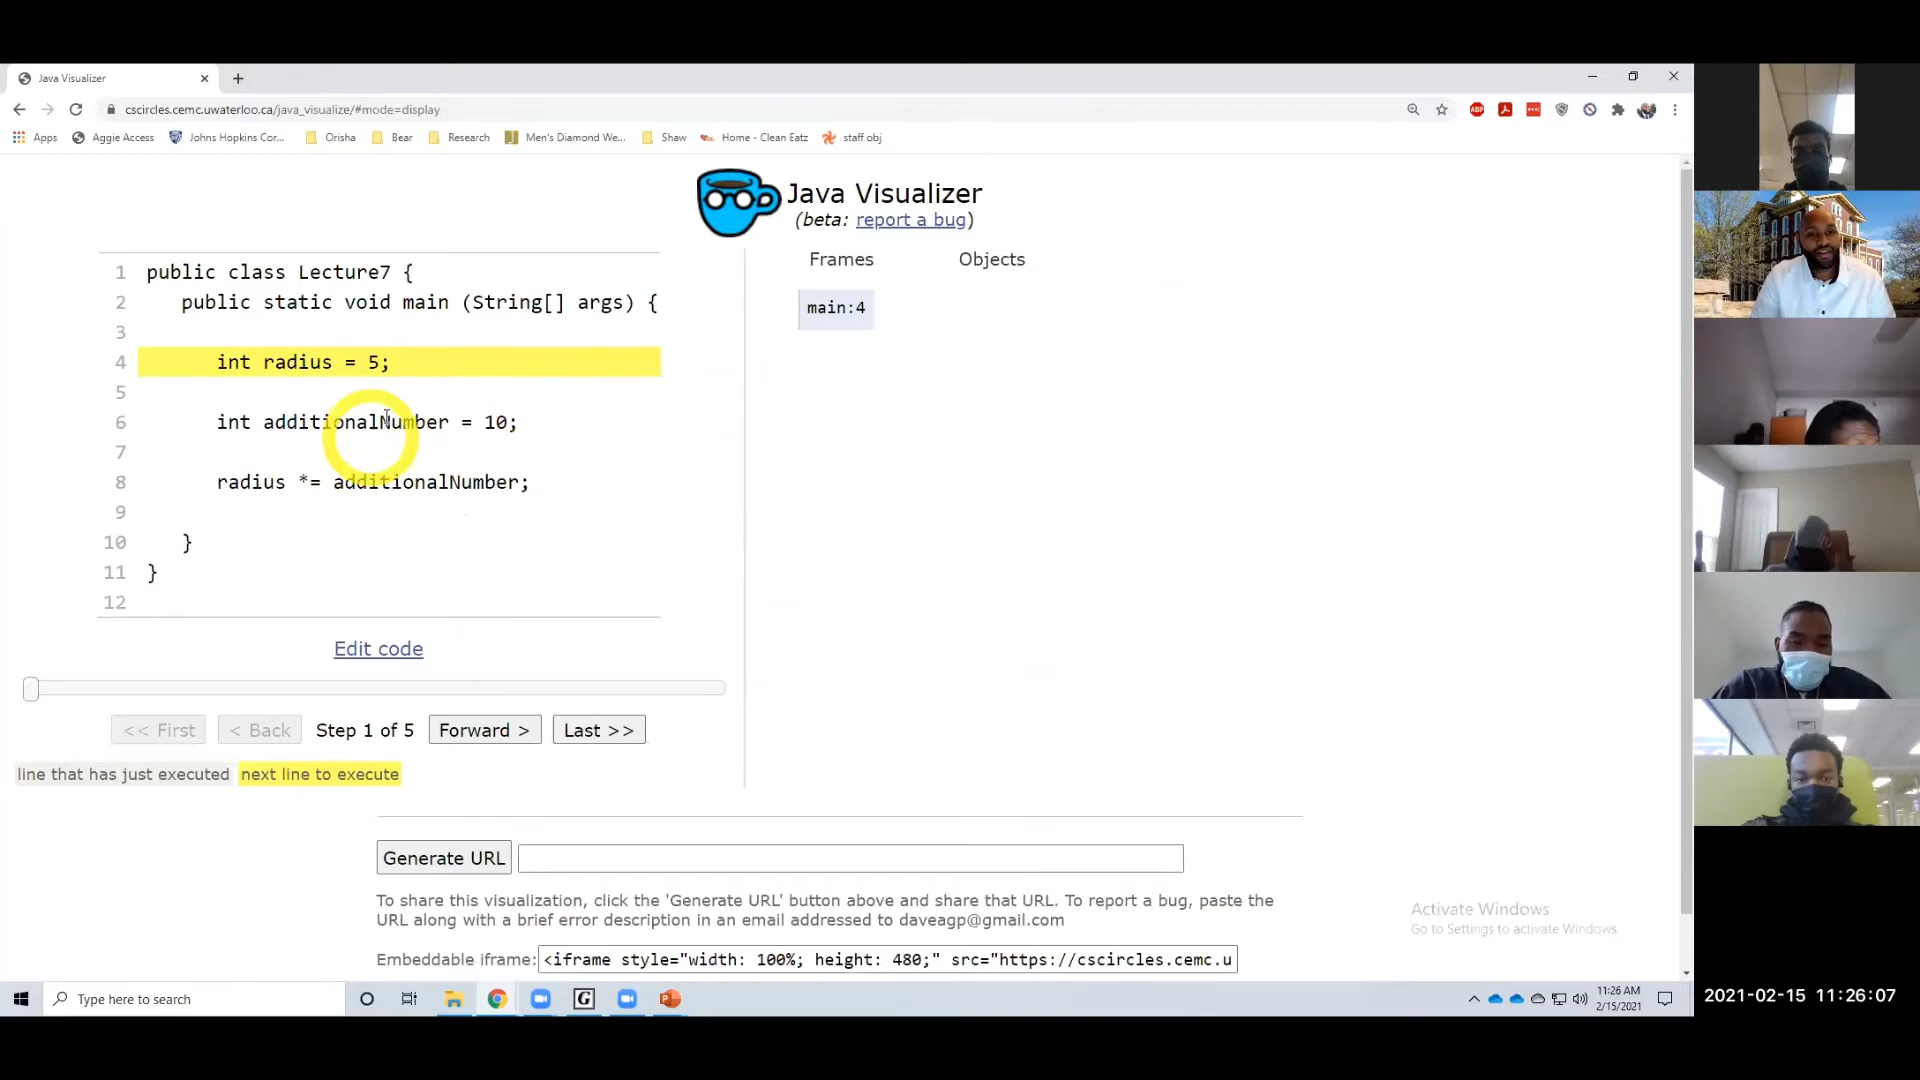 Java Visualizer
cscircles.cemc.uwaterloo.ca/java_visualize/#mode=display
ABP
Apps
Aggie Access
Johns Hopkins Cor...
Orisha
Bear
Research
Men's Diamond We...
Shaw
Home - Clean Eatz
staff obj
Java Visualizer
(beta: report a bug)
Frames
Objects
main:4
1 public class Lecture7 {
2 public static void main (String[] args) {
3
4 int radius = 5;
5
6 int additionalNumber = 10;
7
8 radius *= additionalNumber;
9
10 }
11 }
12
Edit code
<< First
< Back
Step 1 of 5
Forward >
Last >>
line that has just executed next line to execute
Generate URL
To share this visualization, click the 'Generate URL' button above and share that URL. To report a bug, paste the
URL along with a brief error description in an email addressed to daveagp@gmail.com
Embeddable iframe: <iframe style="width: 100%; height: 480;" src="https://cscircles.cemc.u
Activate Windows
Go to Settings to activate Windows.
Type here to search
G
11:26 AM
2/15/2021
2021-02-15 11:26:07